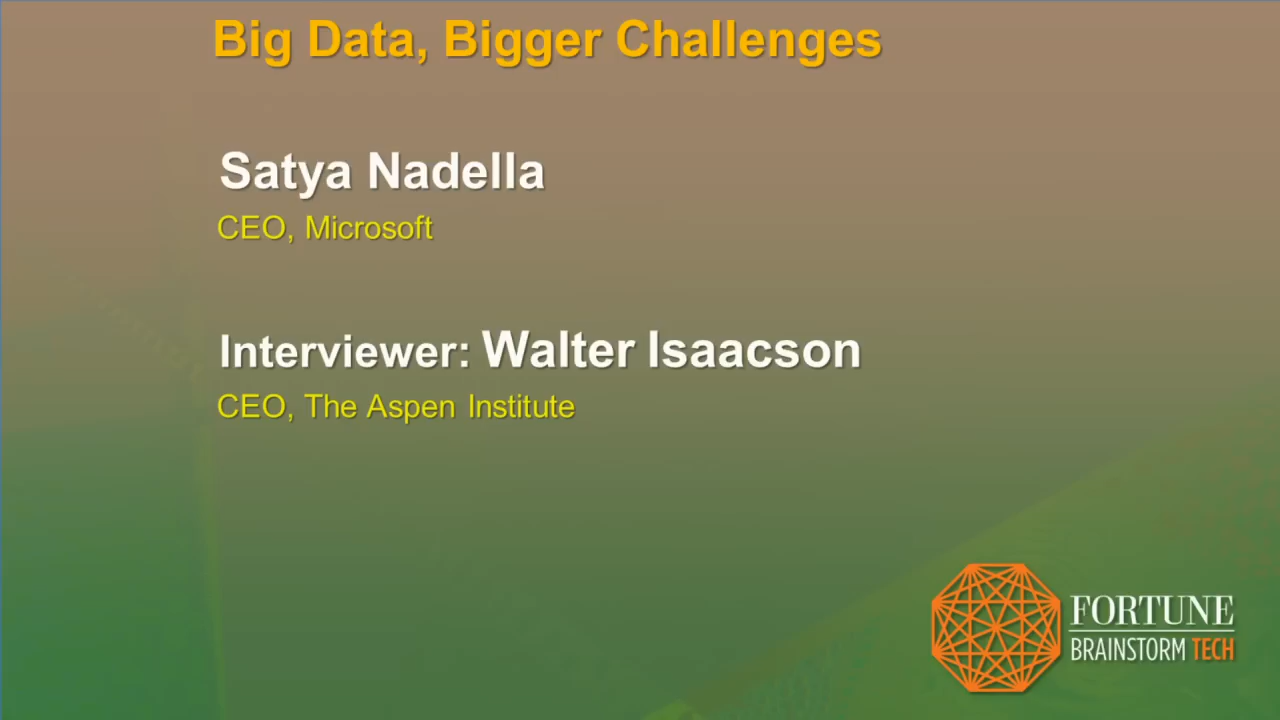 Big Data, Bigger Challenges
Satya Nadella
CEO, Microsoft
Interviewer: Walter Isaacson
CEO, The Aspen Institute
FORTUNE
BRAINSTORM TECH